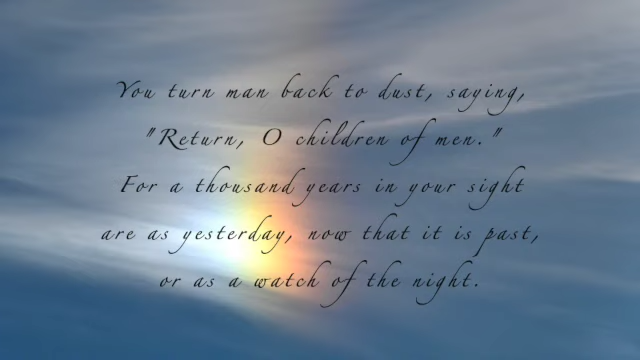 You turn man back to dust, saying,
"Return, O children of men."
For a thousand years in your sight
are as yesterday, now that it is past,
or as a watch of the night.